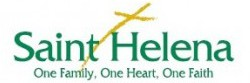 Saint Helena
One Family, One Heart, One Faith